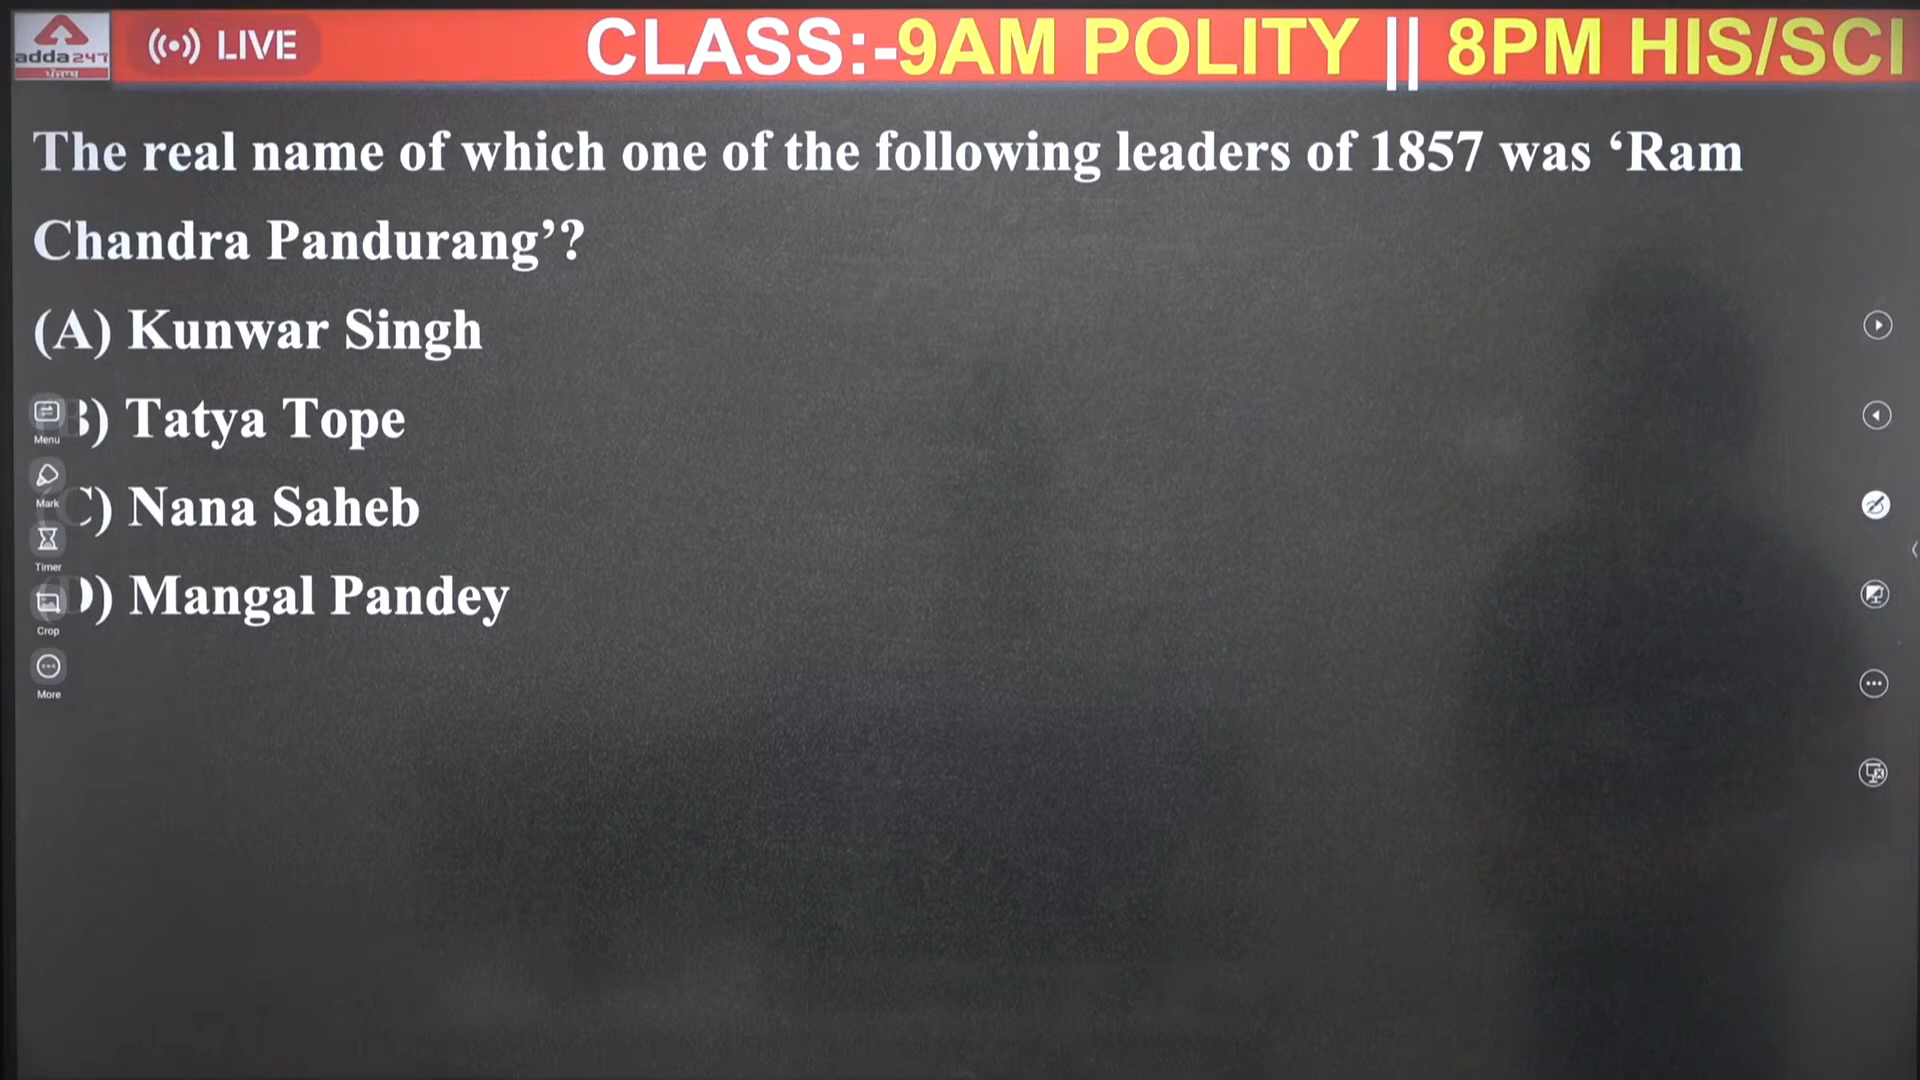 adda247
ਪੰਜਾਬ
LIVE
CLASS:-9AM POLITY || 8PM HIS/SCI
The real name of which one of the following leaders of 1857 was ‘Ram
Chandra Pandurang’?
(A) Kunwar Singh
B) Tatya Tope
C) Nana Saheb
D) Mangal Pandey
Menu
Mark
Timer
Crop
More